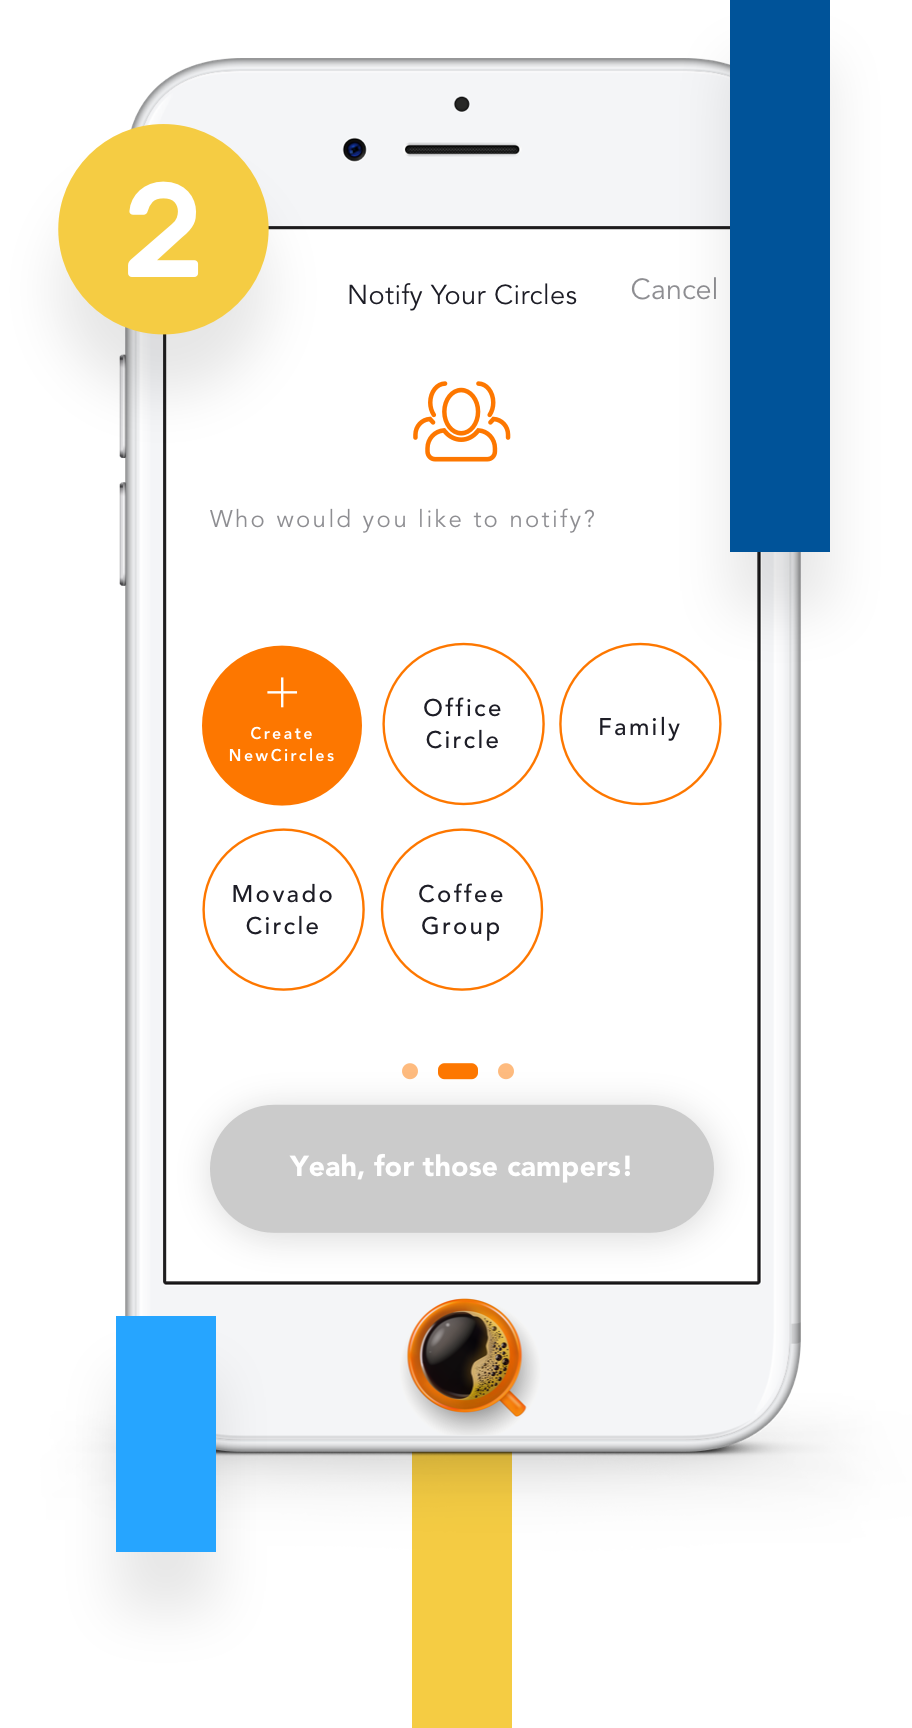 2
Notify Your Circles
Cancel
Who would you like to notify?
Create
NewCircles
Office
Circle
Family
Movado
Circle
Coffee
Group
Yeah, for those campers!